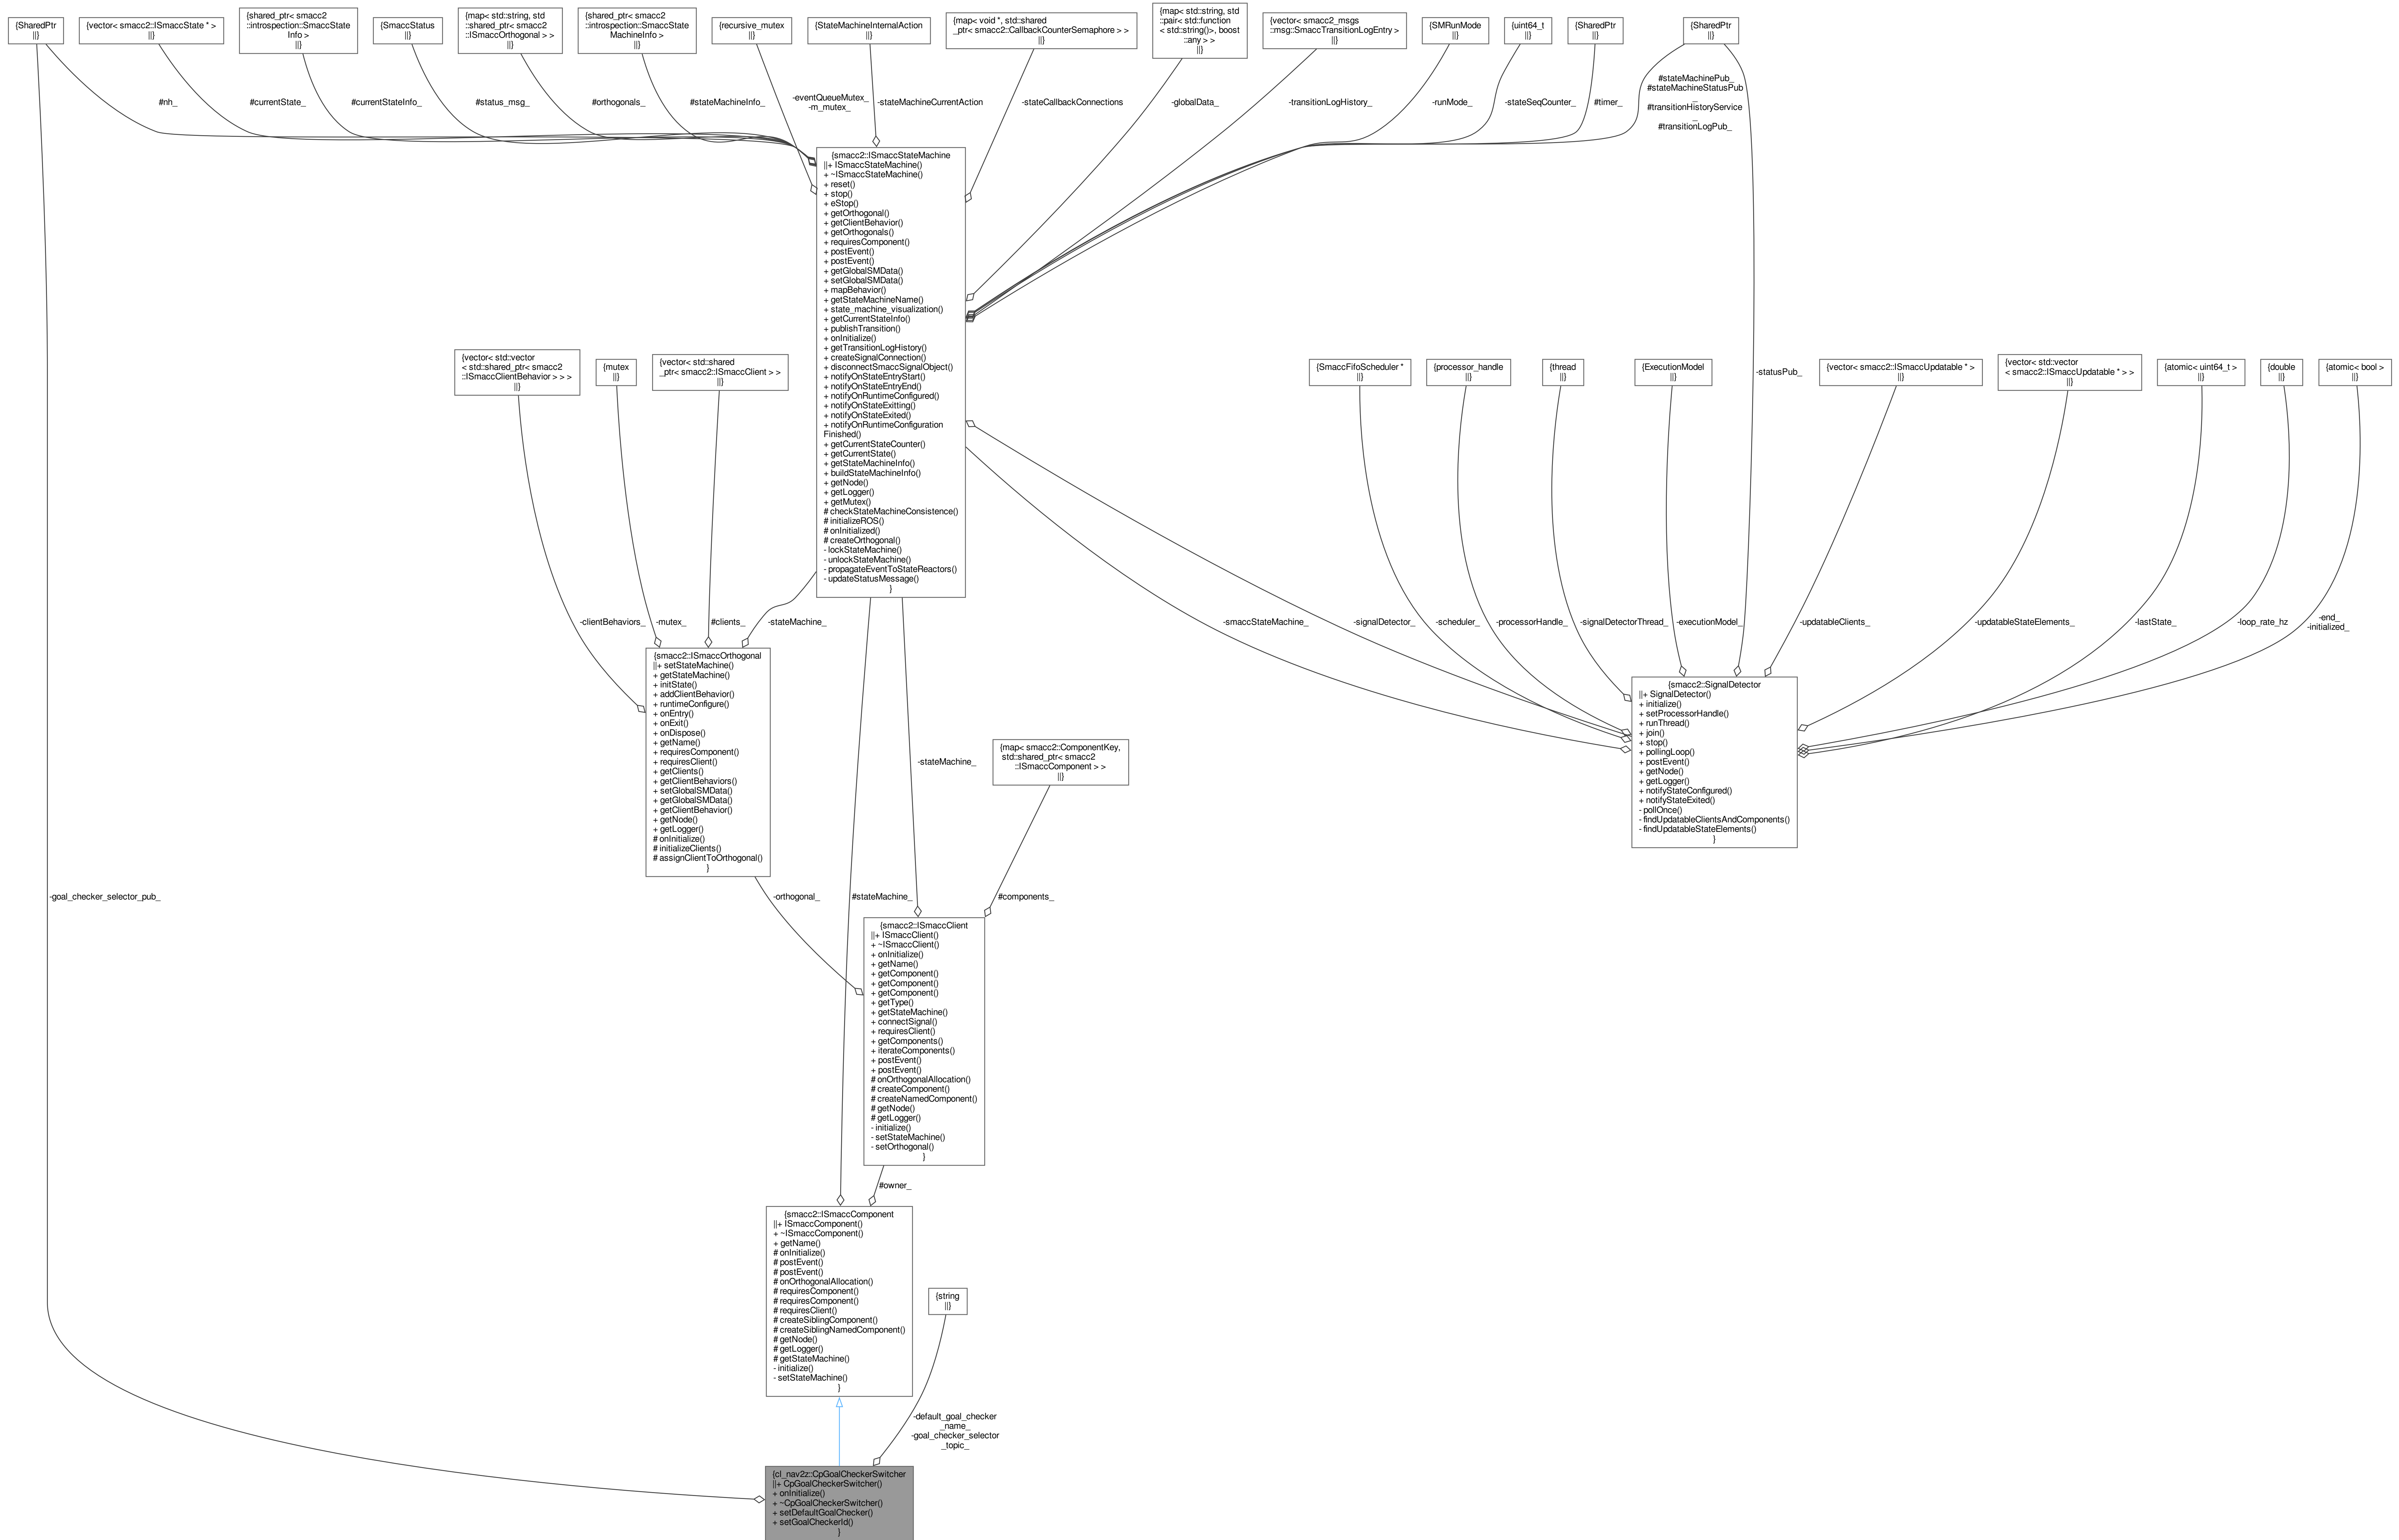 {SharedPtr
||}
{vector< smacc2::ISmaccState * >
||}
{shared_ptr< smacc2
::introspection::SmaccState
Info >
||}
{SmaccStatus
||}
{map< std::string, std
::shared_ptr< smacc2
::ISmaccOrthogonal > >
||}
{shared_ptr< smacc2
::introspection::SmaccState
MachineInfo >
||}
{recursive_mutex
||}
{StateMachineInternalAction
||}
{map< void *, std::shared
_ptr< smacc2::CallbackCounterSemaphore > >
||}
{map< std::string, std
::pair< std::function
< std::string()>, boost
::any > >
||}
{vector< smacc2_msgs
::msg::SmaccTransitionLogEntry >
||}
{SMRunMode
||}
{uint64_t
||}
{SharedPtr
||}
{SharedPtr
||}
#nh_
#currentState_
#currentStateInfo_
#status_msg_
#orthogonals_
#stateMachineInfo_
-eventQueueMutex_
-m_mutex_
-stateMachineCurrentAction
-stateCallbackConnections
-globalData_
-transitionLogHistory_
-runMode_
-stateSeqCounter_
#timer_
#stateMachinePub_
#stateMachineStatusPub
_
#transitionHistoryService
_
#transitionLogPub_
{smacc2::ISmaccStateMachine
||+ ISmaccStateMachine()
+ ~ISmaccStateMachine()
+ reset()
+ stop()
+ eStop()
+ getOrthogonal()
+ getClientBehavior()
+ getOrthogonals()
+ requiresComponent()
+ postEvent()
+ postEvent()
+ getGlobalSMData()
+ setGlobalSMData()
+ mapBehavior()
+ getStateMachineName()
+ state_machine_visualization()
+ getCurrentStateInfo()
+ publishTransition()
+ onInitialize()
+ getTransitionLogHistory()
+ createSignalConnection()
+ disconnectSmaccSignalObject()
+ notifyOnStateEntryStart()
+ notifyOnStateEntryEnd()
+ notifyOnRuntimeConfigured()
+ notifyOnStateExitting()
+ notifyOnStateExited()
+ notifyOnRuntimeConfiguration
Finished()
+ getCurrentStateCounter()
+ getCurrentState()
+ getStateMachineInfo()
+ buildStateMachineInfo()
+ getNode()
+ getLogger()
+ getMutex()
# checkStateMachineConsistence()
# initializeROS()
# onInitialized()
# createOrthogonal()
- lockStateMachine()
- unlockStateMachine()
- propagateEventToStateReactors()
- updateStatusMessage()
}
{vector< std::vector
< std::shared_ptr< smacc2
::ISmaccClientBehavior > > >
||}
{mutex
||}
{vector< std::shared
_ptr< smacc2::ISmaccClient > >
||}
{SmaccFifoScheduler *
||}
{processor_handle
||}
{thread
||}
{ExecutionModel
||}
-statusPub_
{vector< smacc2::ISmaccUpdatable * >
||}
{vector< std::vector
< smacc2::ISmaccUpdatable * > >
||}
{atomic< uint64_t >
||}
{double
||}
{atomic< bool >
||}
-clientBehaviors_
-mutex_
#clients_
-stateMachine_
-smaccStateMachine_
-signalDetector_
-scheduler_
-processorHandle_
-signalDetectorThread_
-executionModel_
-updatableClients_
-updatableStateElements_
-lastState_
-loop_rate_hz
-end_
-initialized_
{smacc2::ISmaccOrthogonal
||+ setStateMachine()
+ getStateMachine()
+ initState()
+ addClientBehavior()
+ runtimeConfigure()
+ onEntry()
+ onExit()
+ onDispose()
+ getName()
+ requiresComponent()
+ requiresClient()
+ getClients()
+ getClientBehaviors()
+ setGlobalSMData()
+ getGlobalSMData()
+ getClientBehavior()
+ getNode()
+ getLogger()
# onInitialize()
# initializeClients()
# assignClientToOrthogonal()
}
{smacc2::SignalDetector
||+ SignalDetector()
+ initialize()
+ setProcessorHandle()
+ runThread()
+ join()
+ stop()
+ pollingLoop()
+ postEvent()
+ getNode()
+ getLogger()
+ notifyStateConfigured()
+ notifyStateExited()
- pollOnce()
- findUpdatableClientsAndComponents()
- findUpdatableStateElements()
}
-stateMachine_
{map< smacc2::ComponentKey,
std::shared_ptr< smacc2
::ISmaccComponent > >
||}
-goal_checker_selector_pub_
-orthogonal_
#stateMachine_
#components_
{smacc2::ISmaccClient
||+ ISmaccClient()
+ ~ISmaccClient()
+ onInitialize()
+ getName()
+ getComponent()
+ getComponent()
+ getComponent()
+ getType()
+ getStateMachine()
+ connectSignal()
+ requiresClient()
+ getComponents()
+ iterateComponents()
+ postEvent()
+ postEvent()
# onOrthogonalAllocation()
# createComponent()
# createNamedComponent()
# getNode()
# getLogger()
- initialize()
- setStateMachine()
- setOrthogonal()
}
#owner_
{smacc2::ISmaccComponent
||+ ISmaccComponent()
+ ~ISmaccComponent()
+ getName()
# onInitialize()
# postEvent()
# postEvent()
# onOrthogonalAllocation()
# requiresComponent()
# requiresComponent()
# requiresClient()
# createSiblingComponent()
# createSiblingNamedComponent()
# getNode()
# getLogger()
# getStateMachine()
- initialize()
- setStateMachine()
}
{string
||}
-default_goal_checker
_name_
-goal_checker_selector
_topic_
{cl_nav2z::CpGoalCheckerSwitcher
||+ CpGoalCheckerSwitcher()
+ onInitialize()
+ ~CpGoalCheckerSwitcher()
+ setDefaultGoalChecker()
+ setGoalCheckerId()
}